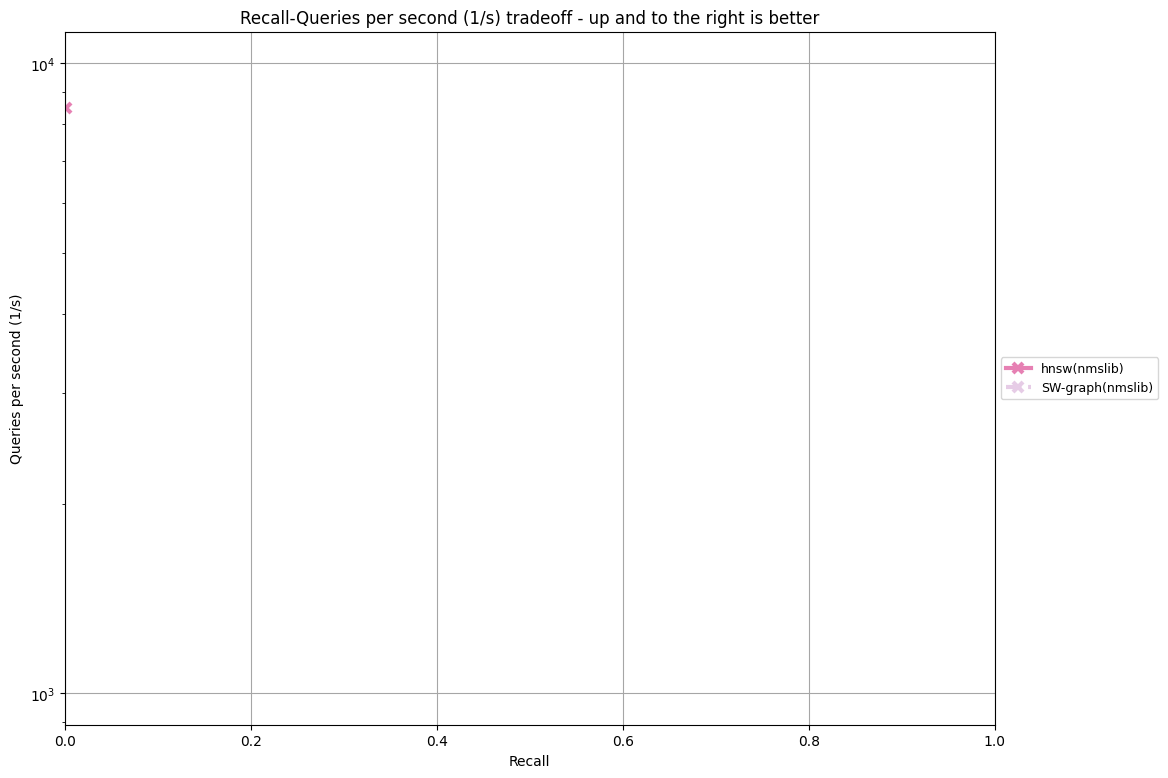 Recall-Queries per second (1/s) tradeoff - up and to the right is better
10⁴
Queries per second (1/s)
10³
0.0 0.2 0.4 0.6 0.8 1.0
Recall
hnsw(nmslib)
SW-graph(nmslib)